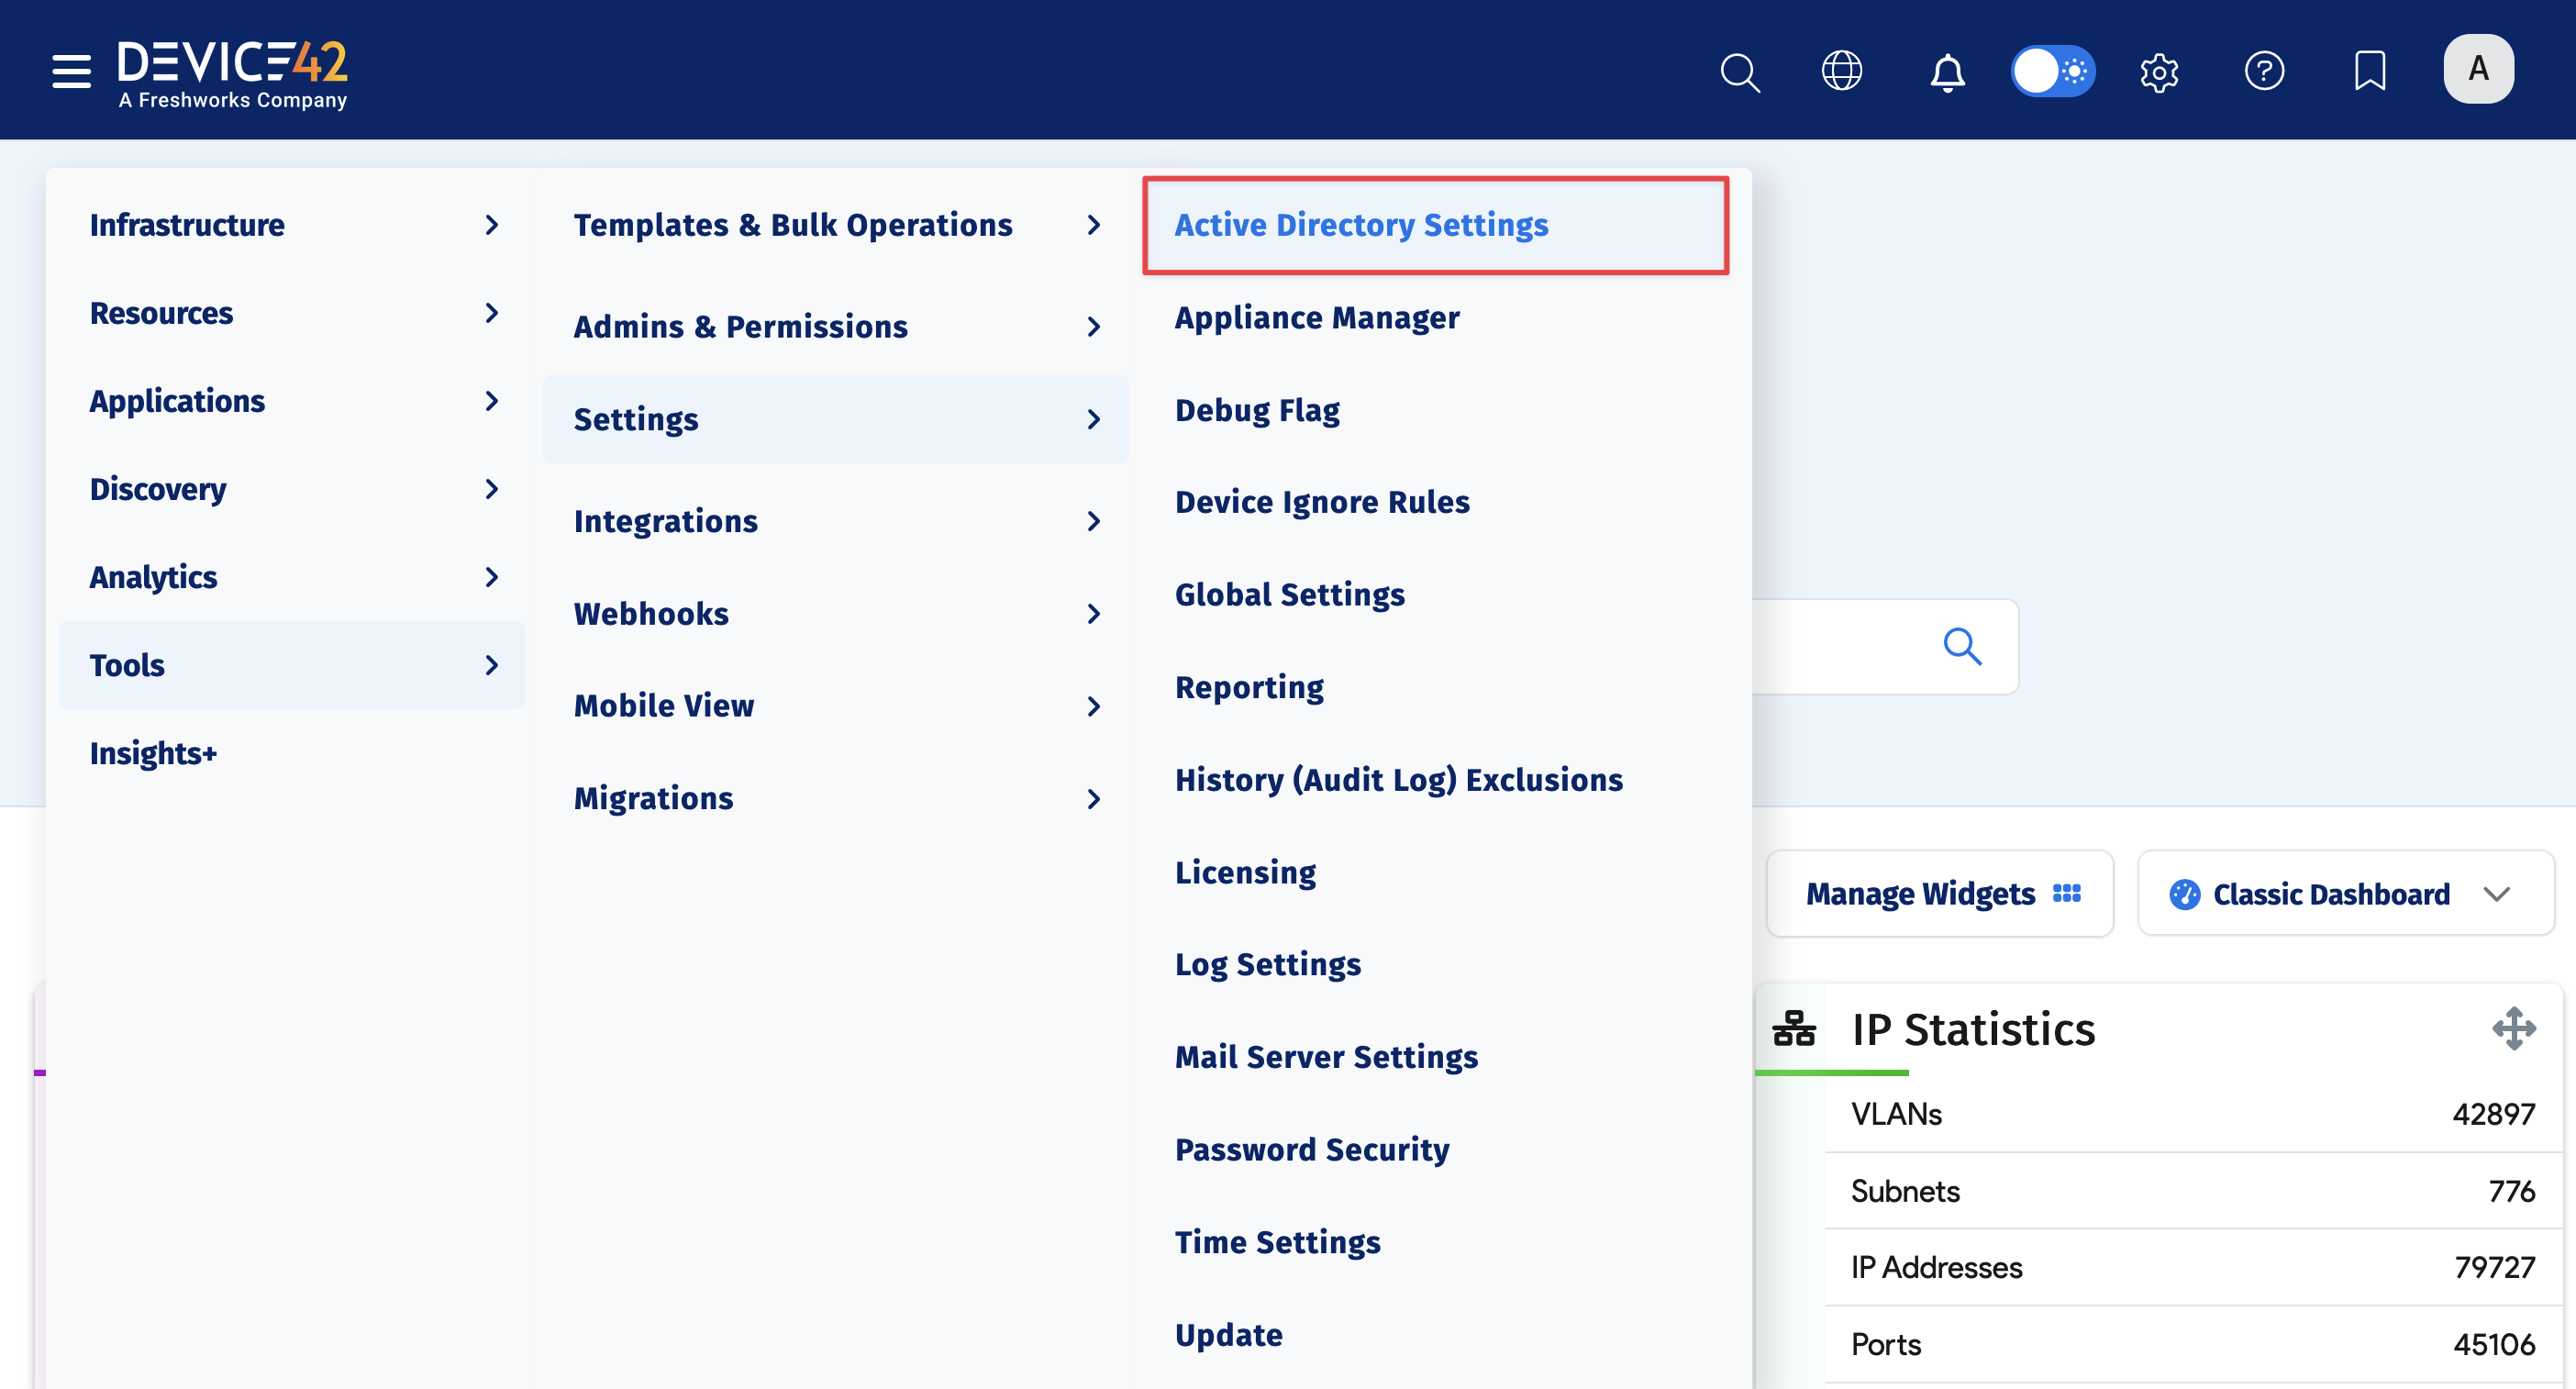 DEVICE42
A Freshworks Company
A
Infrastructure
Resources
Applications
Discovery
Analytics
Tools
Insights+
Templates & Bulk Operations
Admins & Permissions
Settings
Integrations
Webhooks
Mobile View
Migrations
Active Directory Settings
Appliance Manager
Debug Flag
Device Ignore Rules
Global Settings
Reporting
History (Audit Log) Exclusions
Licensing
Log Settings
Mail Server Settings
Password Security
Time Settings
Update
Manage Widgets
Classic Dashboard
IP Statistics
VLANs 42897
Subnets 776
IP Addresses 79727
Ports 45106